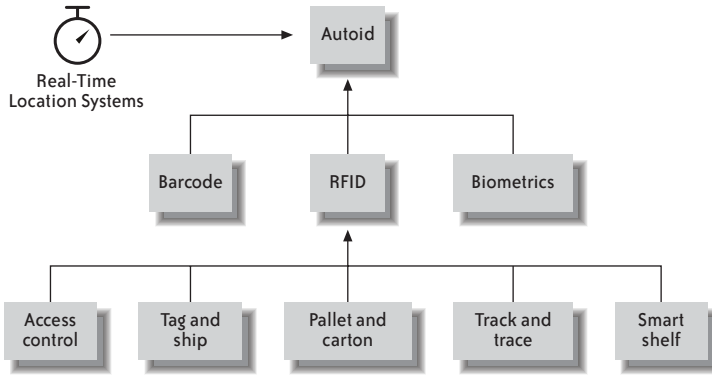 Autoid
Real-Time
Location Systems
Barcode
RFID
Biometrics
Access
control
Tag and
ship
Pallet and
carton
Track and
trace
Smart
shelf